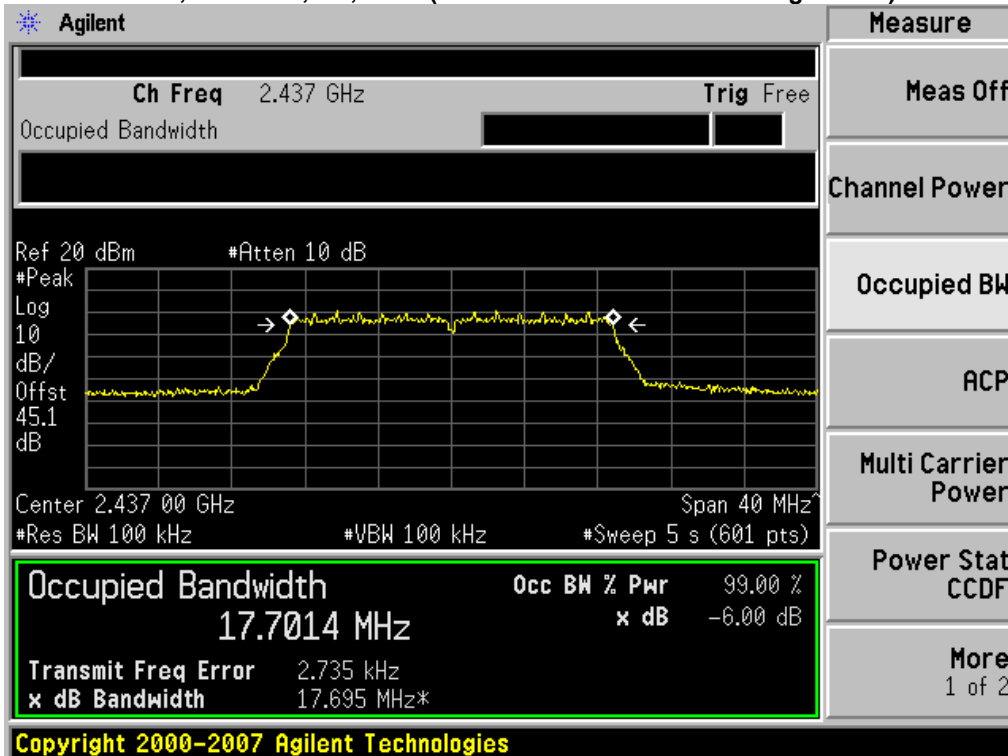 Agilent
Measure
Ch Freq 2.437 GHz Trig Free
Meas Off
Occupied Bandwidth
Channel Power
Ref 20 dBm #Atten 10 dB
#Peak
Log
10
dB/
Offst
45.1
dB
Occupied BW
ACP
Center 2.437 00 GHz Span 40 MHz^
#Res BW 100 kHz #VBW 100 kHz #Sweep 5 s (601 pts)
Multi Carrier
Power
Occupied Bandwidth Occ BW % Pwr 99.00 %
17.7014 MHz x dB -6.00 dB
Transmit Freq Error 2.735 kHz
x dB Bandwidth 17.695 MHz*
Power Stat
CCDF
More
1 of 2
Copyright 2000-2007 Agilent Technologies